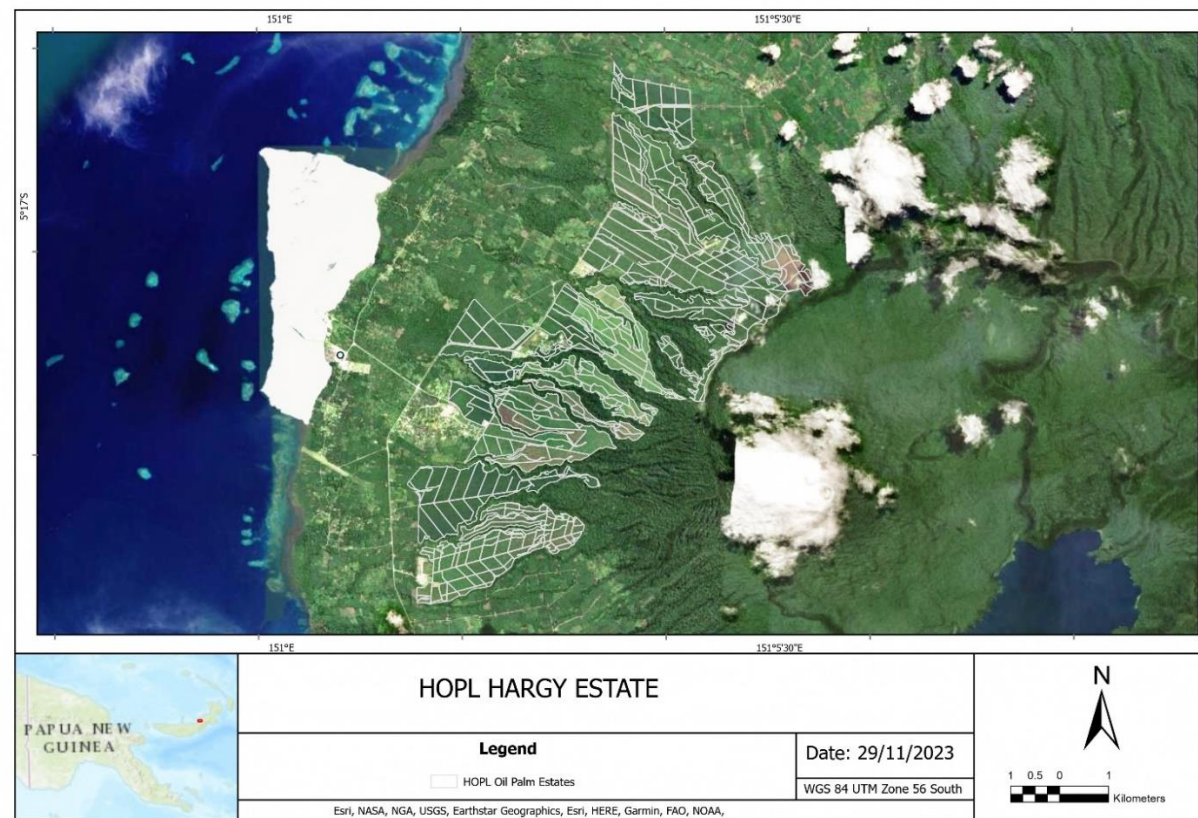 151°E
151°5'30"E
5°17'S
151°E
151°5'30"E
PAPUA NEW
GUINEA
HOPL HARGY ESTATE
Legend
HOPL Oil Palm Estates
Esri, NASA, NGA, USGS, Earthstar Geographics, Esri, HERE, Garmin, FAO, NOAA,
Date: 29/11/2023
WGS 84 UTM Zone 56 South
N
1 0.5 0 1
Kilometers